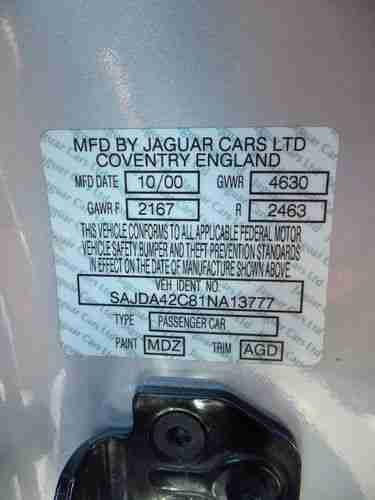 MFD BY JAGUAR CARS LTD
COVENTRY ENGLAND
MFD DATE 10/00 GVWR 4630
GAWR F 2167 R 2463
THIS VEHICLE CONFORMS TO ALL APPLICABLE FEDERAL MOTOR
VEHICLE SAFETY BUMPER AND THEFT PREVENTION STANDARDS
IN EFFECT ON THE DATE OF MANUFACTURE SHOWN ABOVE.
VEH IDENT NO.
SAJDA42C81NA13777
TYPE PASSENGER CAR
PAINT MDZ TRIM AGD